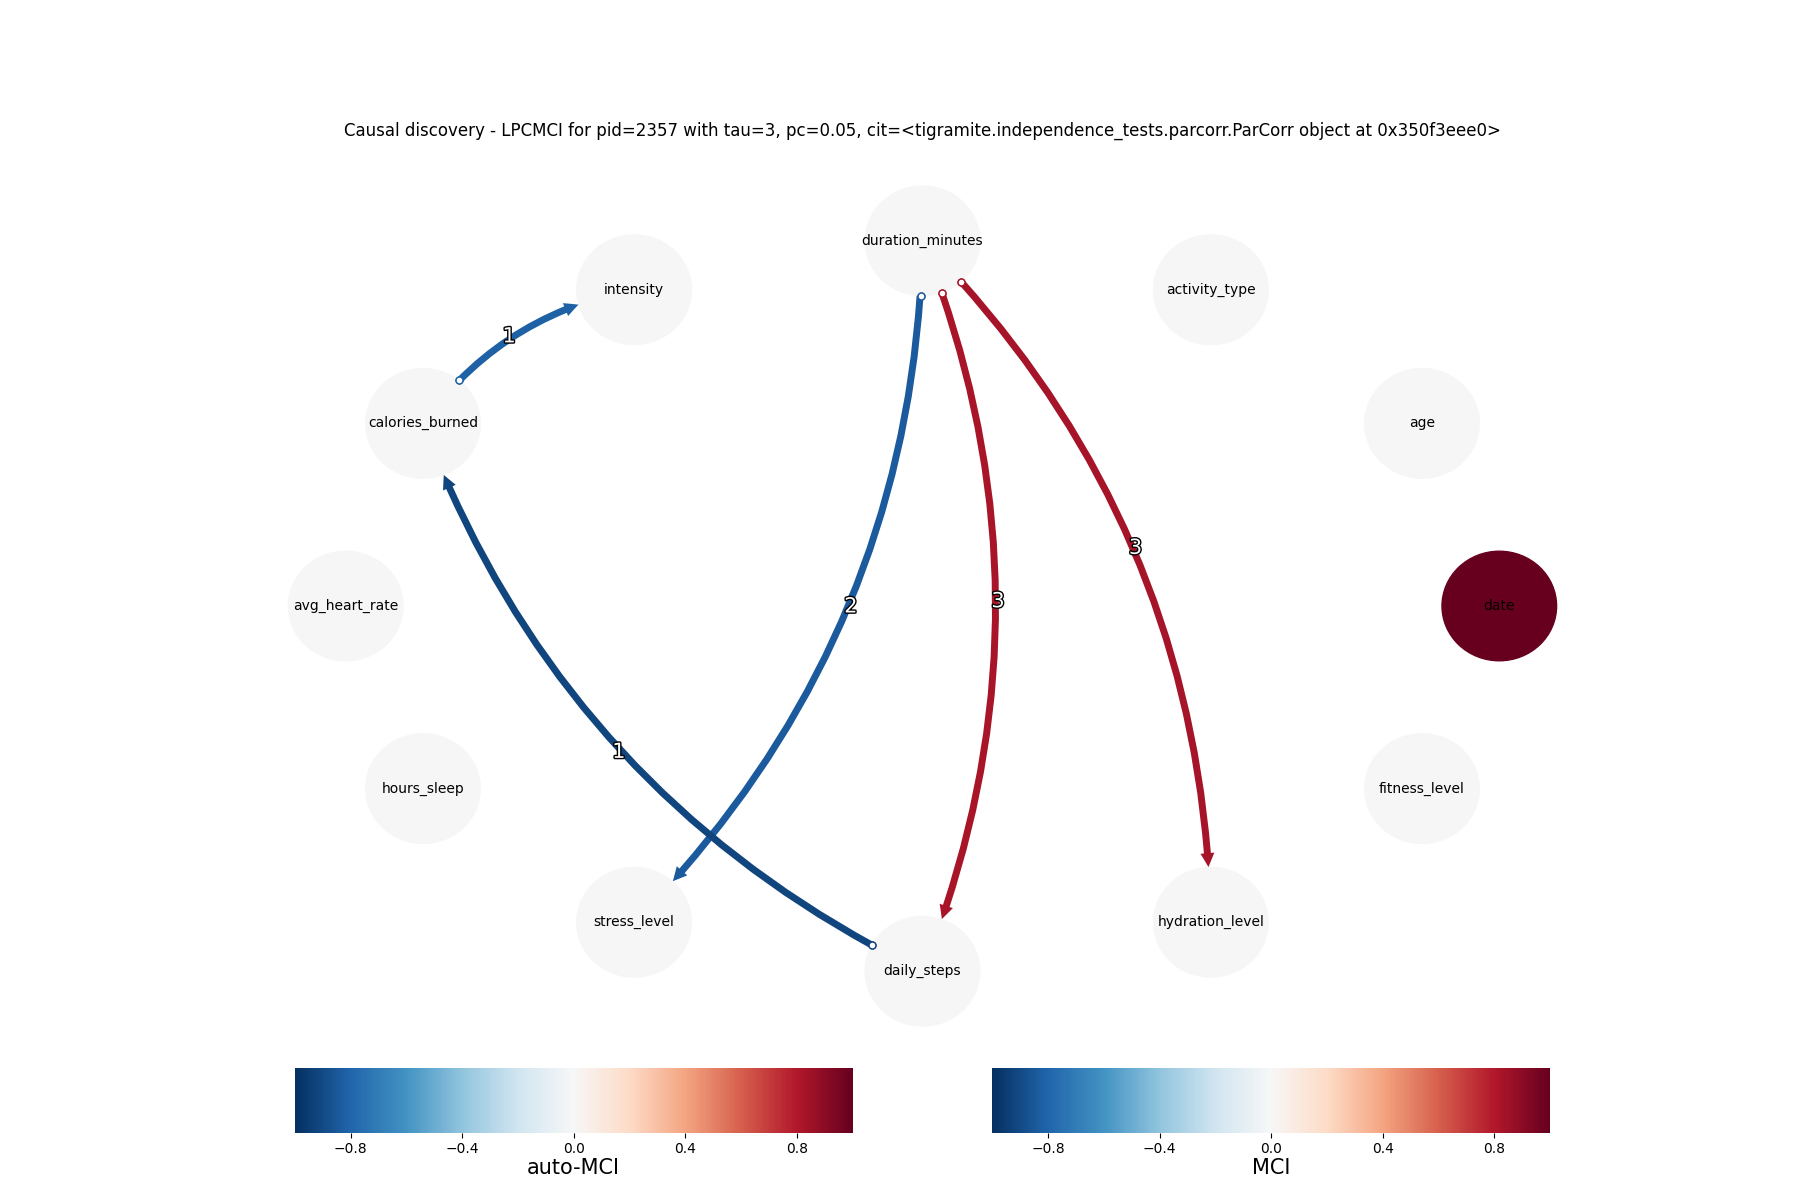 Causal discovery - LPCMCI for pid=2357 with tau=3, pc=0.05, cit=<tigramite.independence_tests.parcorr.ParCorr object at 0x350f3eee0>
duration_minutes
intensity
activity_type
1
calories_burned
age
3
avg_heart_rate
2
3
date
1
hours_sleep
fitness_level
stress_level
hydration_level
daily_steps
−0.8 −0.4 0.0 0.4 0.8
auto-MCI
−0.8 −0.4 0.0 0.4 0.8
MCI